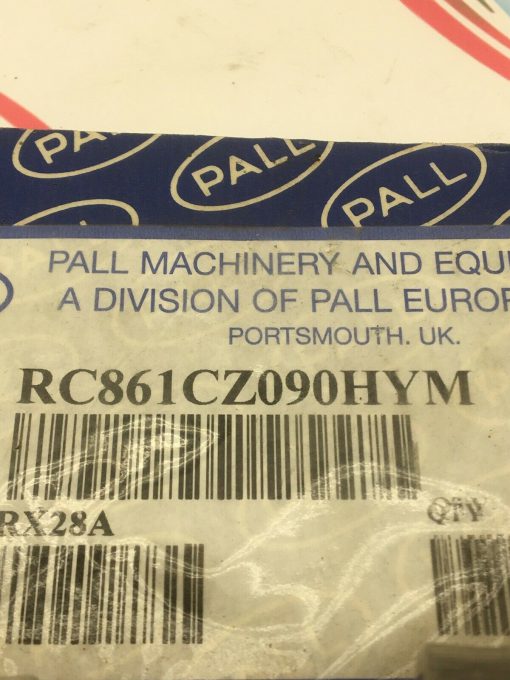 PALL PALL PALL
PALL MACHINERY AND EQU
A DIVISION OF PALL EUROP
PORTSMOUTH. UK.
RC861CZ090HYM
RX28A QTY